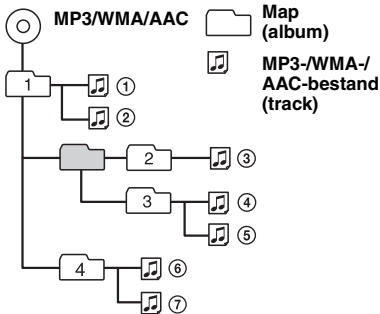 MP3/WMA/AAC
Map
(album)
MP3-/WMA-/
AAC-bestand
(track)
1
①
②
2
③
3
④
⑤
4
⑥
⑦